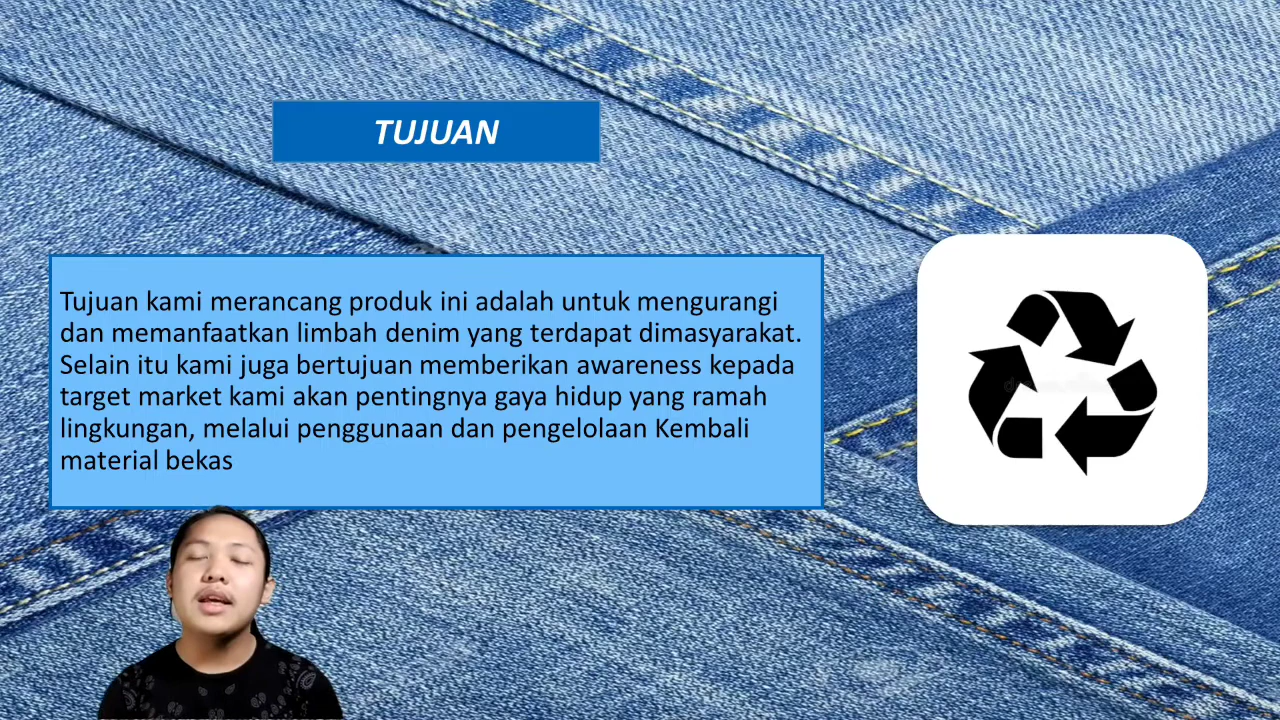 TUJUAN
Tujuan kami merancang produk ini adalah untuk mengurangi
dan memanfaatkan limbah denim yang terdapat dimasyarakat.
Selain itu kami juga bertujuan memberikan awareness kepada
target market kami akan pentingnya gaya hidup yang ramah
lingkungan, melalui penggunaan dan pengelolaan Kembali
material bekas